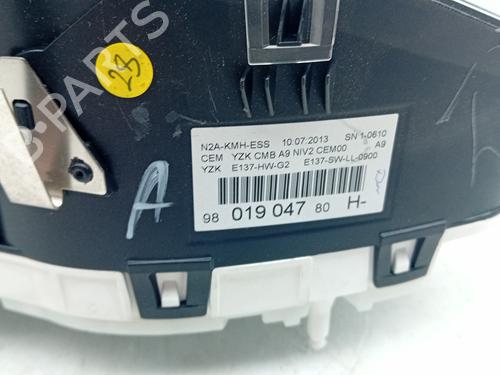 B-PARTS
23
N2A-KMH-ESS 10.07.2013 SN 1-0610
CEM YZK CMB A9 NIV2 CEM00 A9
YZK E137-HW-G2 E137-SW-LL-0900
98 019 047 80 H-
A